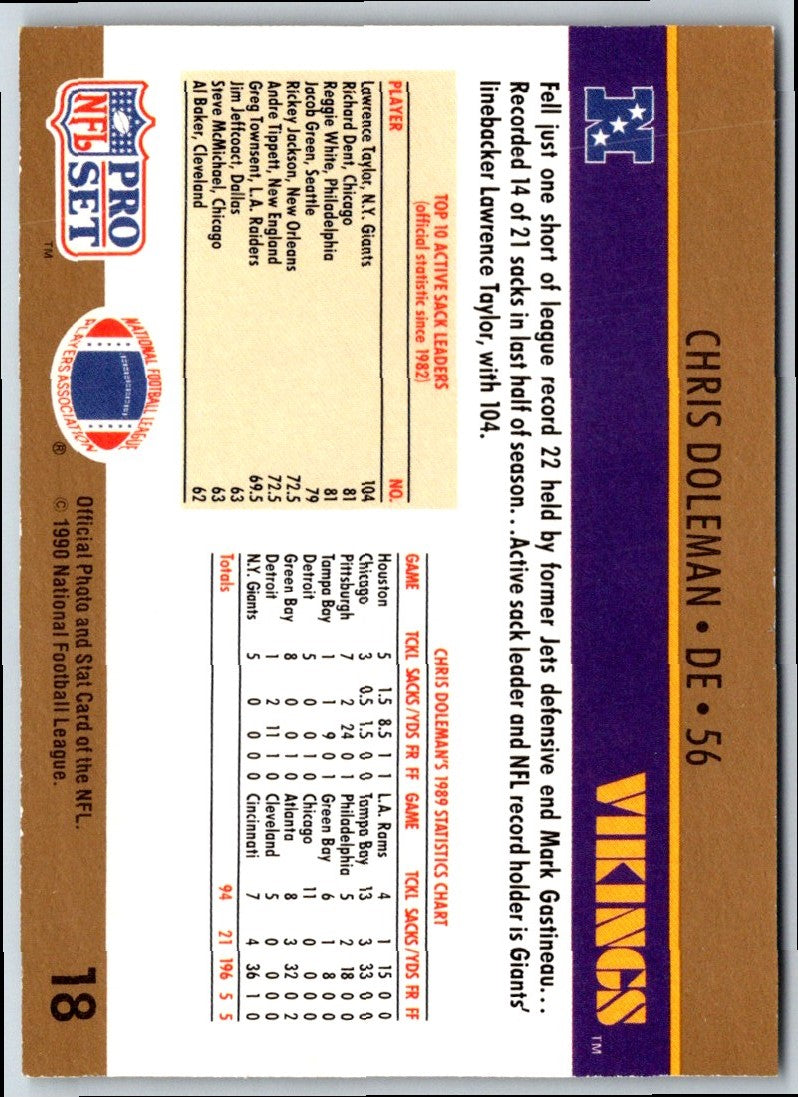 CHRIS DOLEMAN • DE • 56
N
VIKINGS™
Fell just one short of league record 22 held by former Jets defensive end Mark Gastineau...
Recorded 14 of 21 sacks in last half of season...Active sack leader and NFL record holder is Giants'
linebacker Lawrence Taylor, with 104.
TOP 10 ACTIVE SACK LEADERS
(official statistic since 1982)
PLAYER NO.
Lawrence Taylor, N.Y. Giants 104
Richard Dent, Chicago 81
Reggie White, Philadelphia 81
Jacob Green, Seattle 79
Rickey Jackson, New Orleans 72.5
Andre Tippett, New England 72.5
Greg Townsent, L.A. Raiders 69.5
Jim Jeffcoact, Dallas 63
Steve McMichael, Chicago 63
Al Baker, Cleveland 62
CHRIS DOLEMAN'S 1989 STATISTICS CHART
GAME TCKL SACKS/YDS FR FF GAME TCKL SACKS/YDS FR FF
Houston 5 1.5 8.5 1 1 L.A. Rams 4 1 15 0 0
Chicago 3 0.5 1.5 0 0 Tampa Bay 13 3 33 0 0
Pittsburgh 7 2 24 0 1 Philadelphia 5 2 18 0 0
Tampa Bay 1 1 9 0 1 Green Bay 6 1 8 0 0
Detroit 5 0 0 0 0 Chicago 11 0 0 0 0
Green Bay 8 0 0 1 0 Atlanta 8 3 32 0 2
Detroit 1 2 11 1 0 Cleveland 5 0 0 0 0
N.Y. Giants 5 0 0 0 0 Cincinnati 7 4 36 1 0
Totals 94 21 196 5 5
NFL PRO SET ™
NATIONAL FOOTBALL LEAGUE
PLAYERS ASSOCIATION ®
Official Photo and Stat Card of the NFL.
© 1990 National Football League.
18